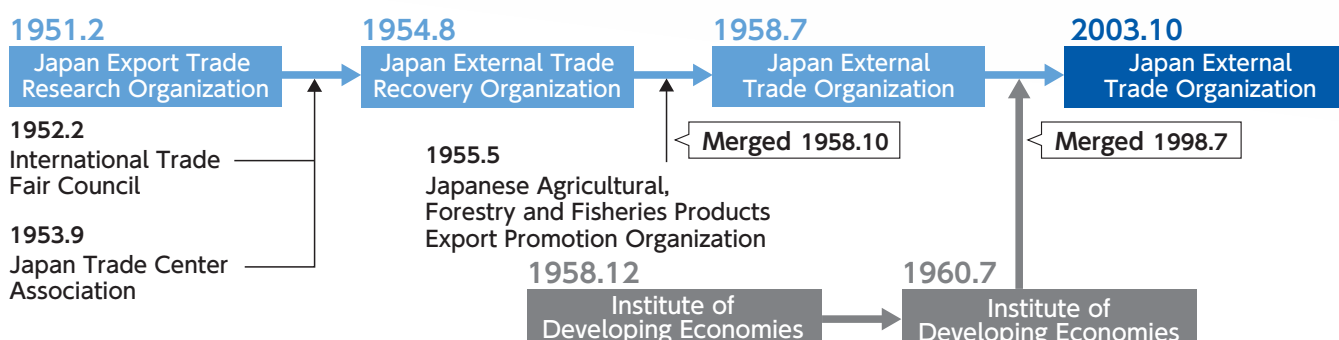 1951.2
Japan Export Trade
Research Organization
1954.8
Japan External Trade
Recovery Organization
1958.7
Japan External
Trade Organization
2003.10
Japan External
Trade Organization
1952.2
International Trade
Fair Council
1953.9
Japan Trade Center
Association
1955.5
Japanese Agricultural,
Forestry and Fisheries Products
Export Promotion Organization
Merged 1958.10
Merged 1998.7
1958.12
Institute of
Developing Economies
1960.7
Institute of
Developing Economies